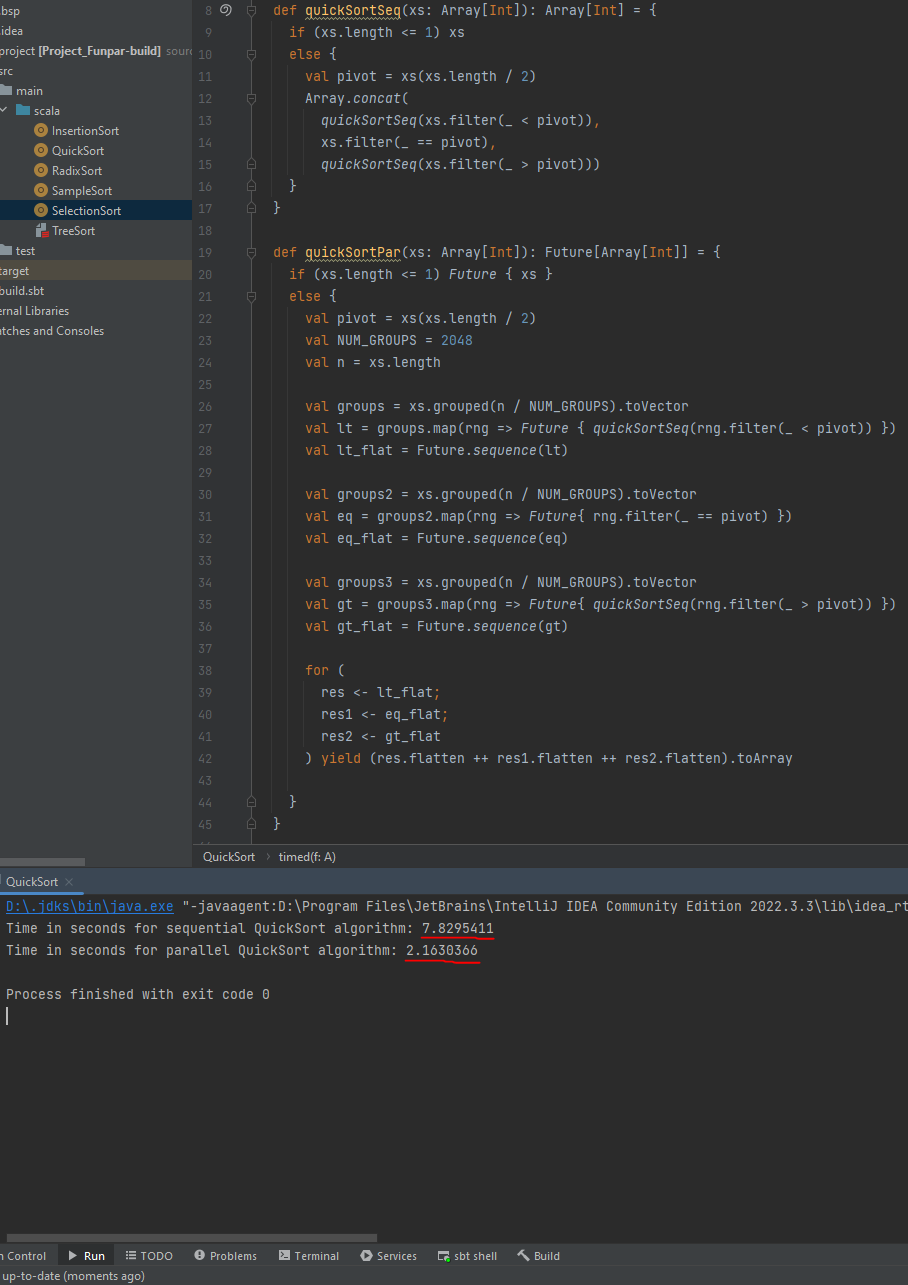 .bsp
.idea
project [Project_Funpar-build] sourc
src
main
scala
InsertionSort
QuickSort
RadixSort
SampleSort
SelectionSort
TreeSort
test
target
build.sbt
ernal Libraries
atches and Consoles
8 def quickSortSeq(xs: Array[Int]): Array[Int] = {
9 if (xs.length <= 1) xs
10 else {
11 val pivot = xs(xs.length / 2)
12 Array.concat(
13 quickSortSeq(xs.filter(_ < pivot)),
14 xs.filter(_ == pivot),
15 quickSortSeq(xs.filter(_ > pivot)))
16 }
17 }
18
19 def quickSortPar(xs: Array[Int]): Future[Array[Int]] = {
20 if (xs.length <= 1) Future { xs }
21 else {
22 val pivot = xs(xs.length / 2)
23 val NUM_GROUPS = 2048
24 val n = xs.length
25
26 val groups = xs.grouped(n / NUM_GROUPS).toVector
27 val lt = groups.map(rng => Future { quickSortSeq(rng.filter(_ < pivot)) })
28 val lt_flat = Future.sequence(lt)
29
30 val groups2 = xs.grouped(n / NUM_GROUPS).toVector
31 val eq = groups2.map(rng => Future{ rng.filter(_ == pivot) })
32 val eq_flat = Future.sequence(eq)
33
34 val groups3 = xs.grouped(n / NUM_GROUPS).toVector
35 val gt = groups3.map(rng => Future{ quickSortSeq(rng.filter(_ > pivot)) })
36 val gt_flat = Future.sequence(gt)
37
38 for (
39 res <- lt_flat;
40 res1 <- eq_flat;
41 res2 <- gt_flat
42 ) yield (res.flatten ++ res1.flatten ++ res2.flatten).toArray
43
44 }
45 }
QuickSort > timed(f: A)
QuickSort ×
D:\.jdks\bin\java.exe "-javaagent:D:\Program Files\JetBrains\IntelliJ IDEA Community Edition 2022.3.3\lib\idea_rt
Time in seconds for sequential QuickSort algorithm: 7.8295411
Time in seconds for parallel QuickSort algorithm: 2.1630366
Process finished with exit code 0
n Control Run TODO Problems Terminal Services sbt shell Build
up-to-date (moments ago)